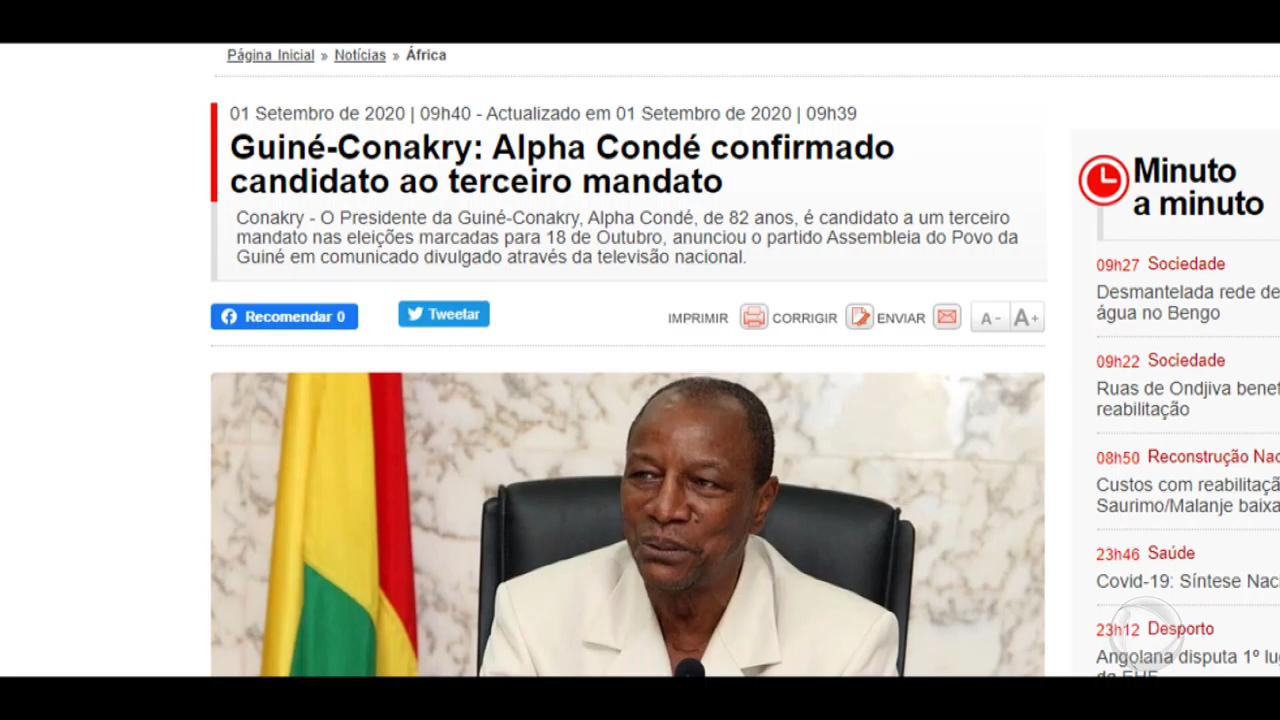 Página Inicial » Notícias » África
01 Setembro de 2020 | 09h40 - Actualizado em 01 Setembro de 2020 | 09h39
Guiné-Conakry: Alpha Condé confirmado
candidato ao terceiro mandato
Conakry - O Presidente da Guiné-Conakry, Alpha Condé, de 82 anos, é candidato a um terceiro
mandato nas eleições marcadas para 18 de Outubro, anunciou o partido Assembleia do Povo da
Guiné em comunicado divulgado através da televisão nacional.
Recomendar 0
Tweetar
IMPRIMIR CORRIGIR ENVIAR A- A+
Minuto
a minuto
09h27 Sociedade
Desmantelada rede de
água no Bengo
09h22 Sociedade
Ruas de Ondjiva benef
reabilitação
08h50 Reconstrução Nac
Custos com reabilitaçã
Saurimo/Malanje baixa
23h46 Saúde
Covid-19: Síntese Naci
23h12 Desporto
Angolana disputa 1º lug